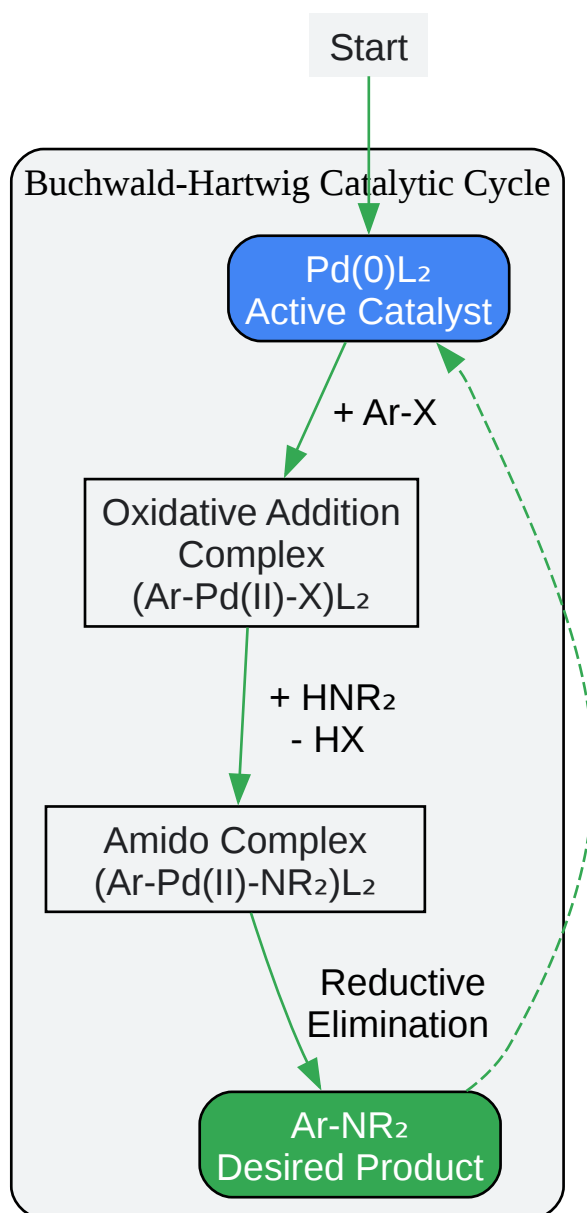 Start
Buchwald-Hartwig Catalytic Cycle
Pd(0)L₂
Active Catalyst
+ Ar-X
Oxidative Addition
Complex
(Ar-Pd(II)-X)L₂
+ HNR₂
- HX
Amido Complex
(Ar-Pd(II)-NR₂)L₂
Reductive
Elimination
Ar-NR₂
Desired Product